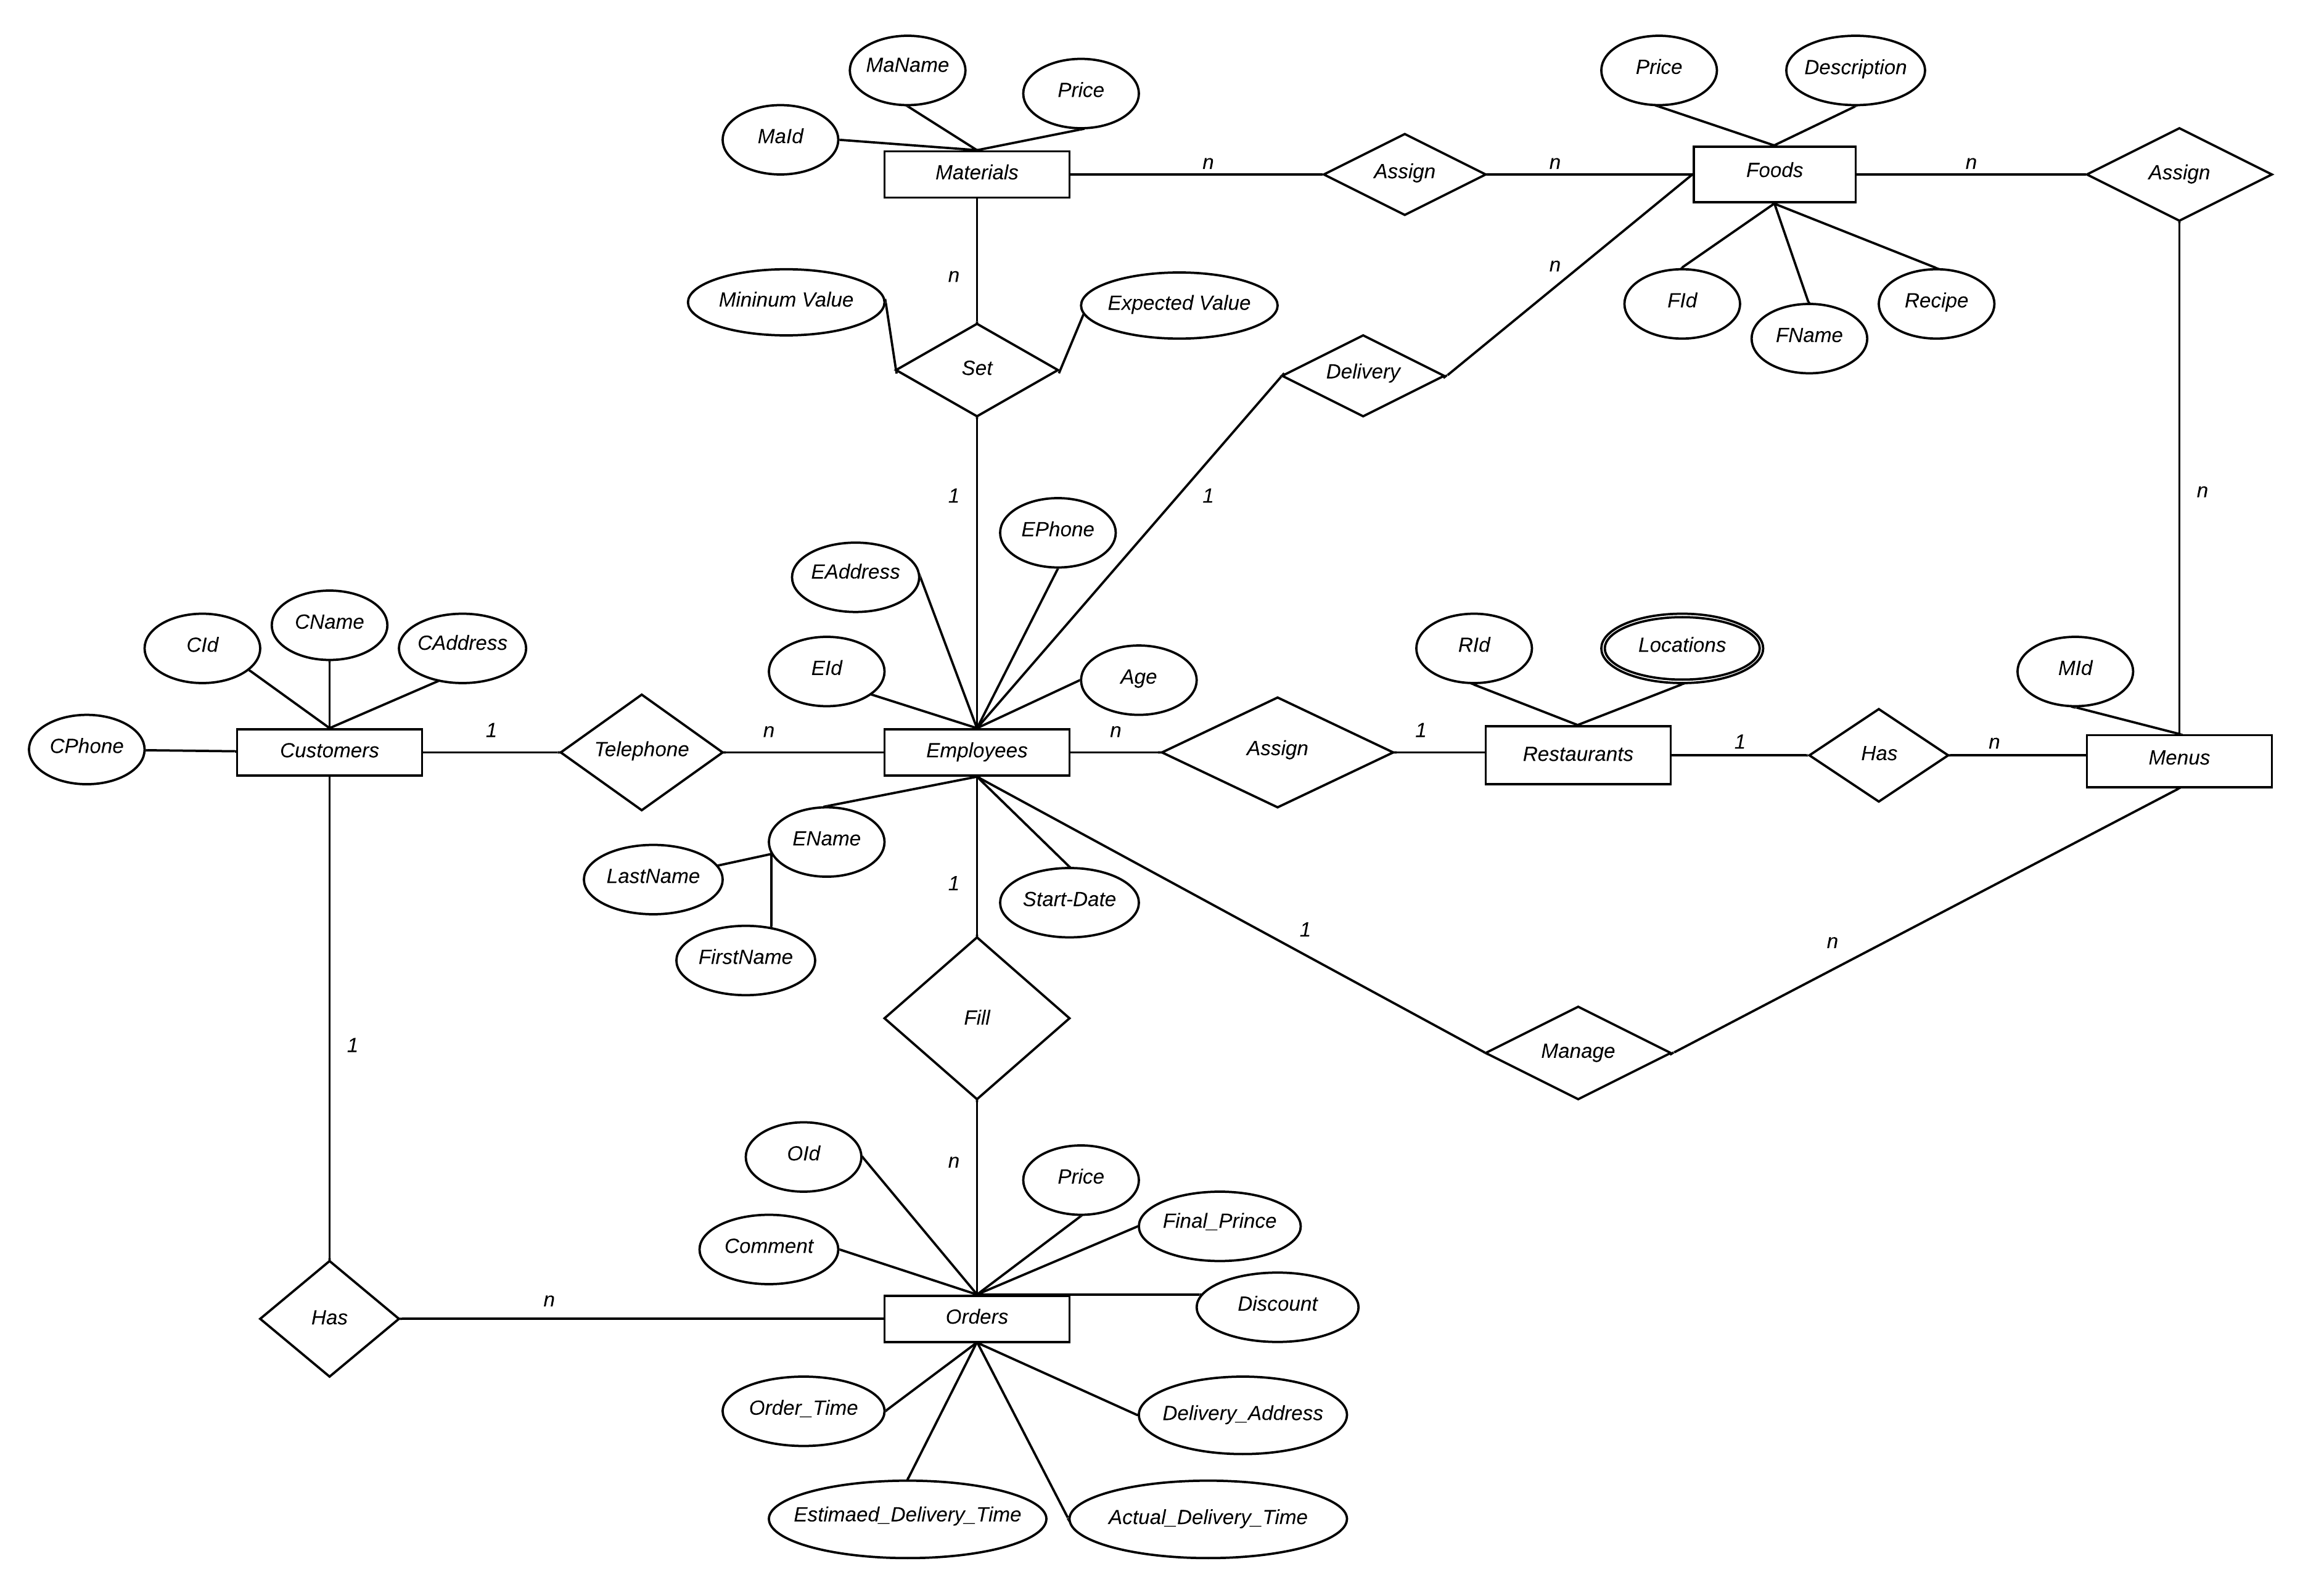 MaName
Price
Description
Price
MaId
Materials
n
Assign
n
Foods
n
Assign
n
Mininum Value
Expected Value
n
FId
FName
Recipe
Set
Delivery
1
1
n
EPhone
EAddress
CId
CName
CAddress
EId
Age
RId
Locations
MId
CPhone
Customers
1
Telephone
n
Employees
n
Assign
1
Restaurants
1
Has
n
Menus
EName
LastName
1
Start-Date
FirstName
1
n
Fill
1
Manage
OId
n
Price
Final_Prince
Comment
Discount
Has
n
Orders
Order_Time
Delivery_Address
Estimaed_Delivery_Time
Actual_Delivery_Time